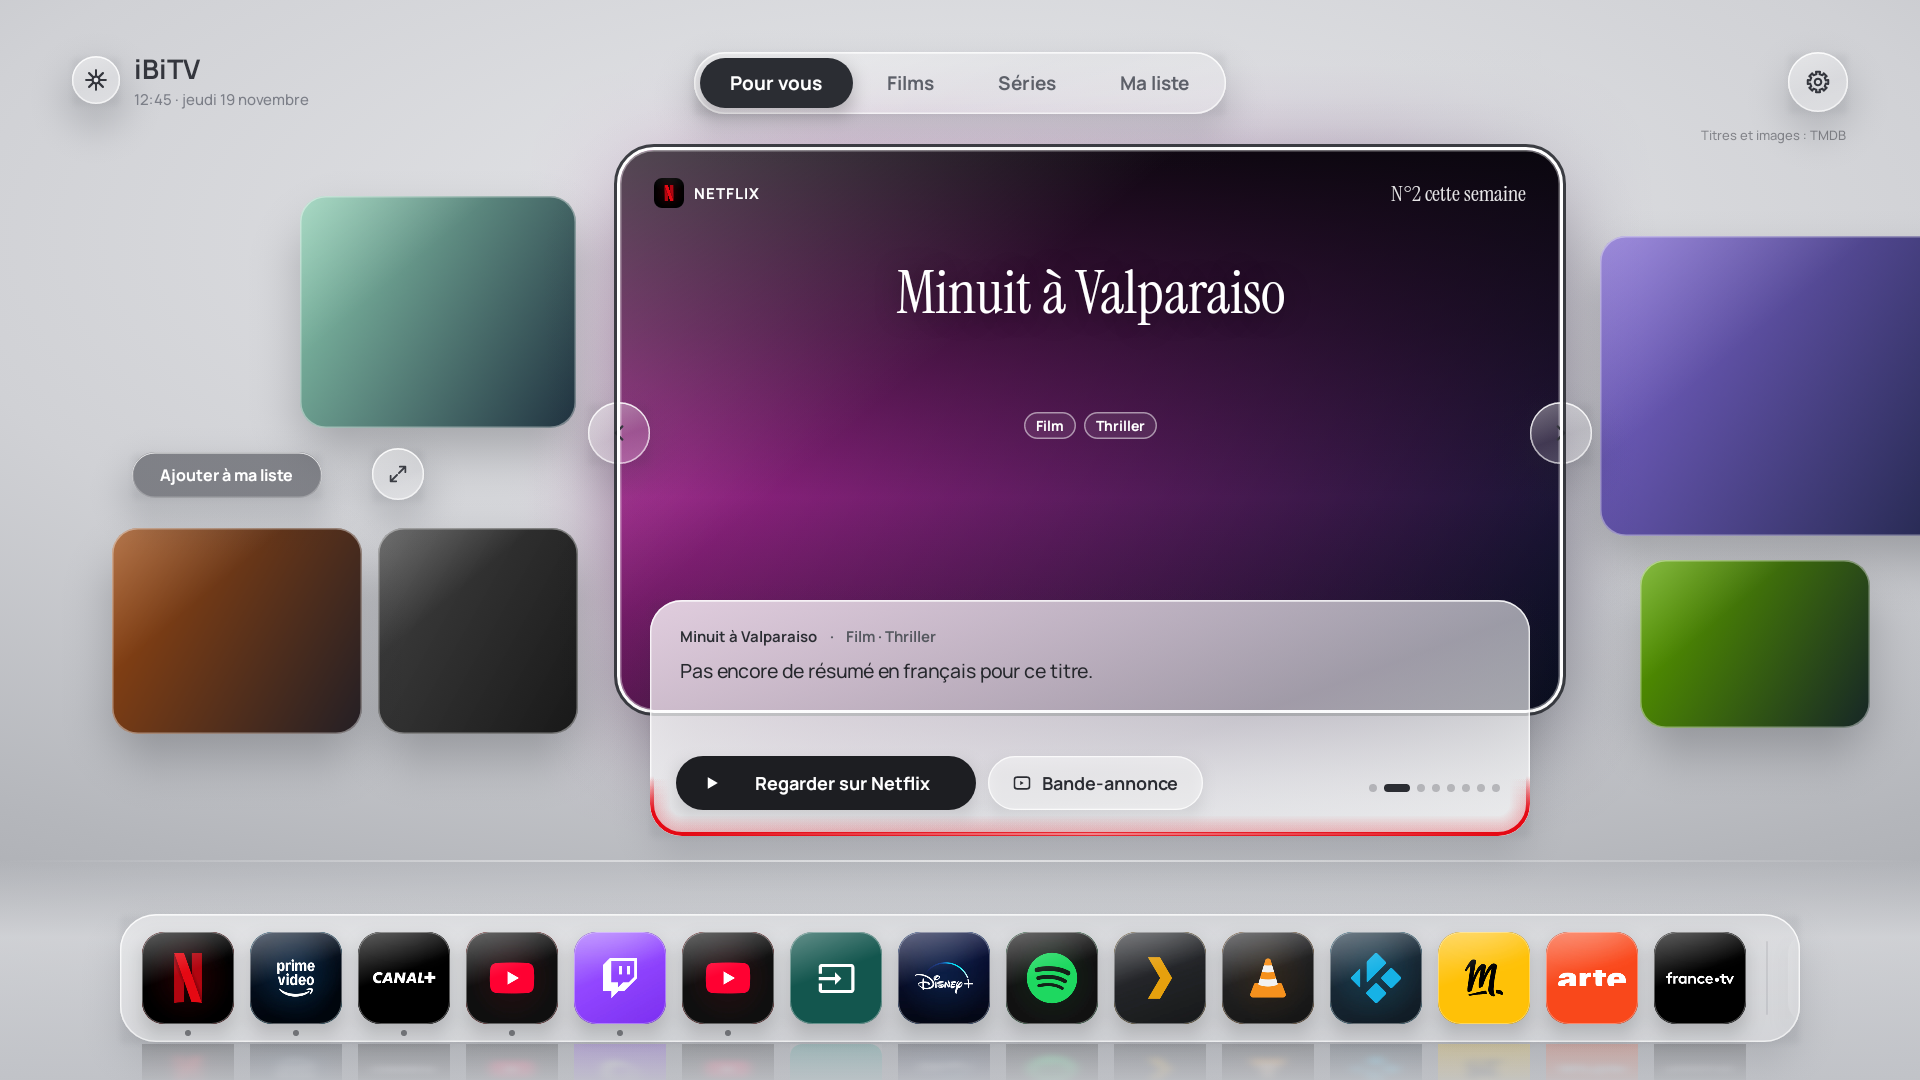 iBiTV
12:45 · jeudi 19 novembre
Pour vous
Films
Séries
Ma liste
Titres et images : TMDB
NETFLIX
N°2 cette semaine
Minuit à Valparaiso
Film
Thriller
Ajouter à ma liste
Minuit à Valparaiso · Film · Thriller
Pas encore de résumé en français pour ce titre.
Regarder sur Netflix
Bande-annonce
N
prime video
CANAL+
Disney+
M.
arte
france•tv